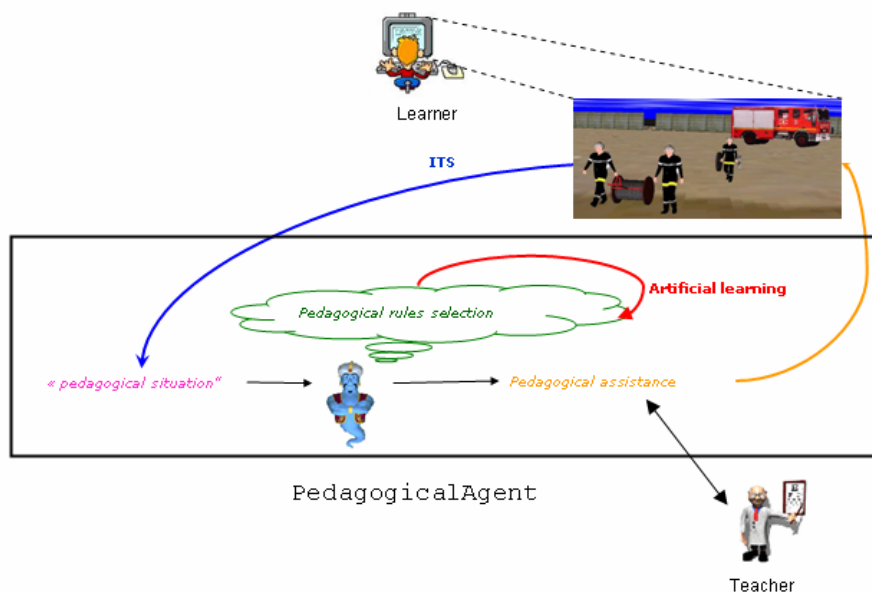 Learner
ITS
Artificial learning
Pedagogical rules selection
« pedagogical situation"
Pedagogical assistance
PedagogicalAgent
Teacher